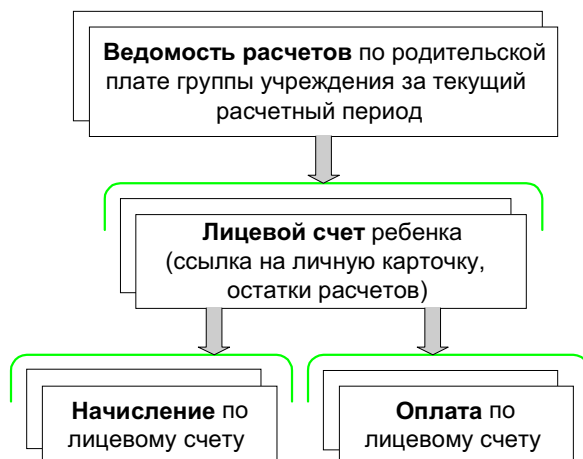 Ведомость расчетов по родительской
плате группы учреждения за текущий
расчетный период
Лицевой счет ребенка
(ссылка на личную карточку,
остатки расчетов)
Начисление по
лицевому счету
Оплата по
лицевому счету